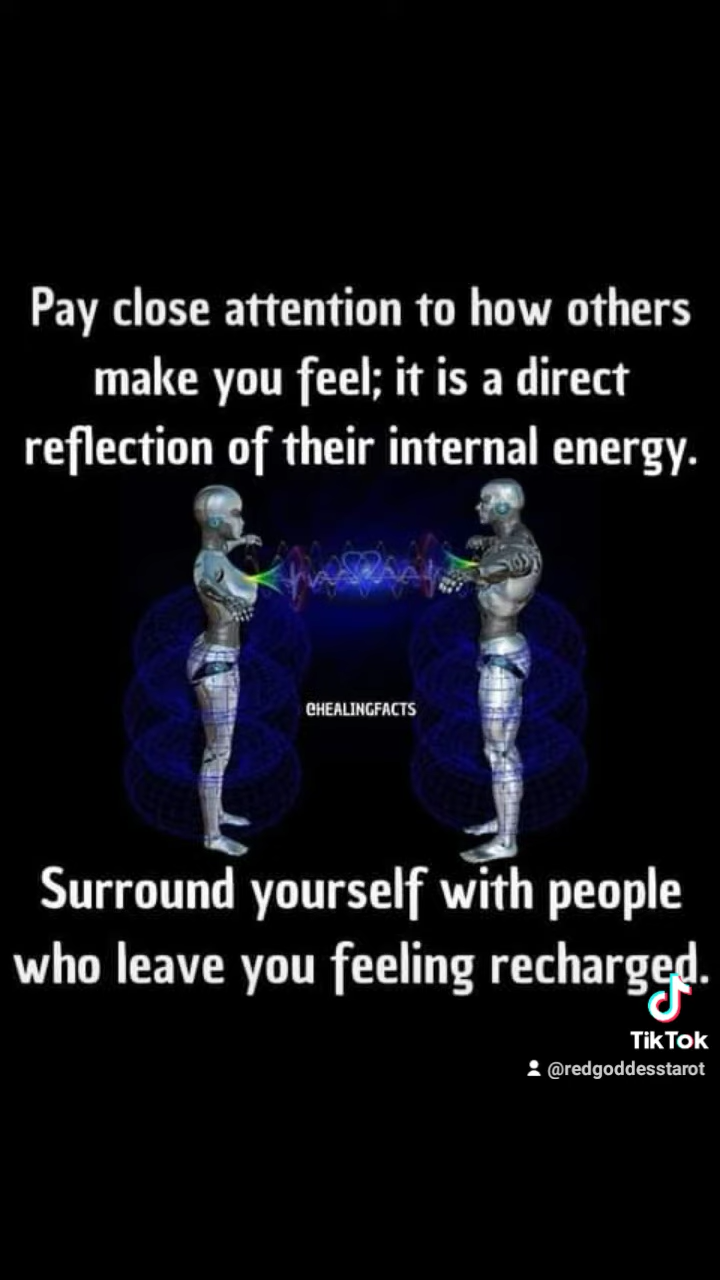 Pay close attention to how others
make you feel; it is a direct
reflection of their internal energy.
@HEALINGFACTS
Surround yourself with people
who leave you feeling recharged.
TikTok
@redgoddesstarot